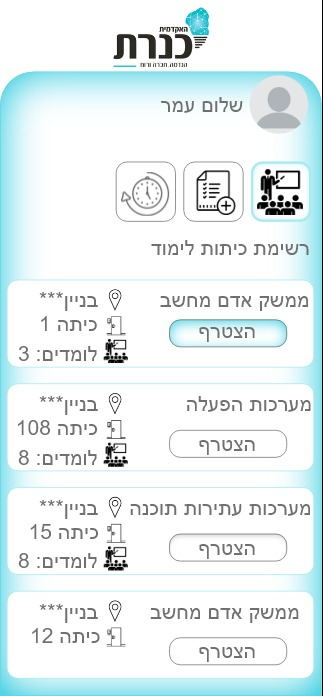 האקדמית
כנרת
הנדסה, חברה ורוח
שלום עמר
רשימת כיתות לימוד
ממשק אדם מחשב
בניין***
כיתה 1
לומדים: 3
הצטרף
מערכות הפעלה
בניין***
כיתה 108
לומדים: 8
הצטרף
מערכות עתירות תוכנה
בניין***
כיתה 15
לומדים: 8
הצטרף
ממשק אדם מחשב
בניין***
כיתה 12
הצטרף